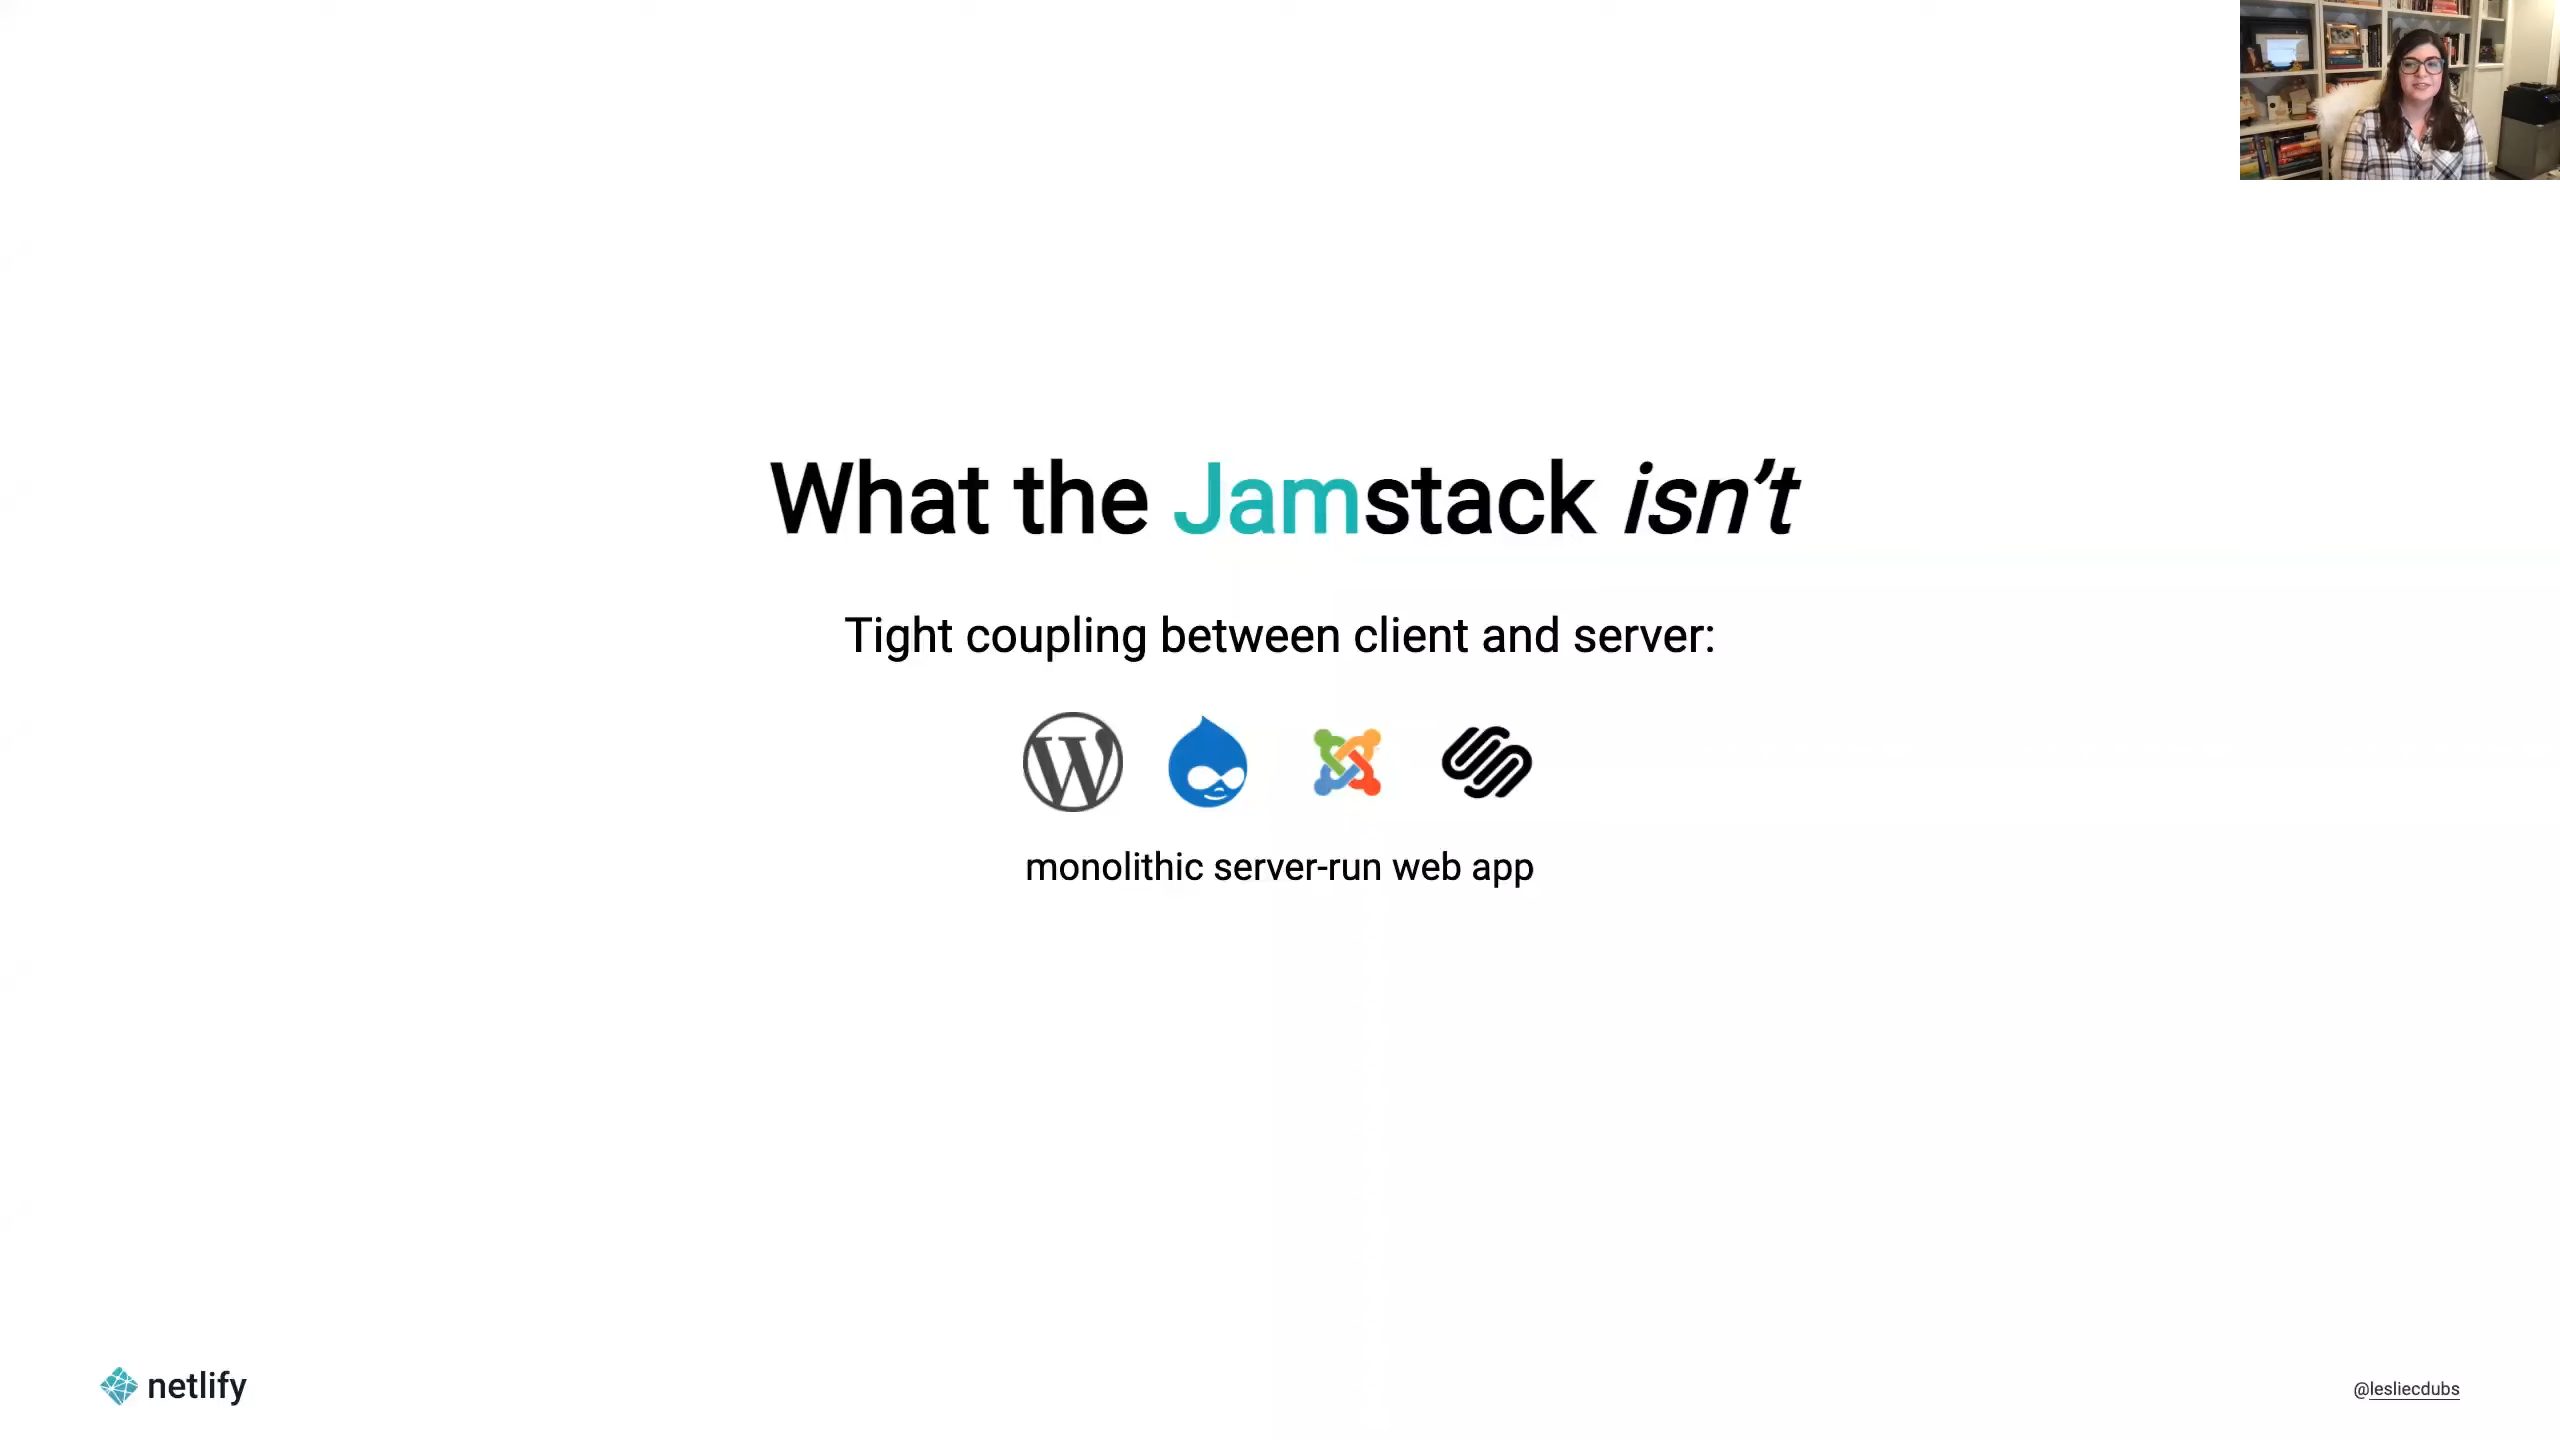 What the Jamstack isn’t
Tight coupling between client and server:
monolithic server-run web app
netlify
@lesliecdubs